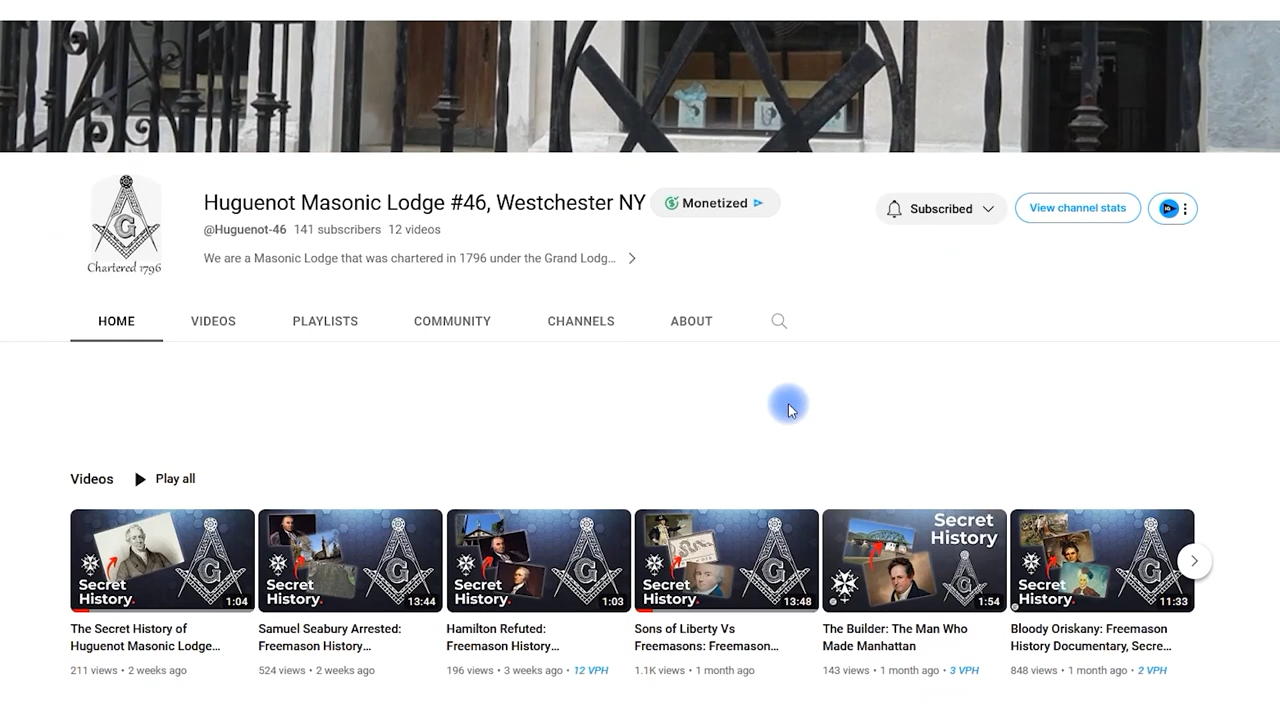 Huguenot Masonic Lodge #46, Westchester NY
Monetized
Subscribed
View channel stats
@Huguenot-46 141 subscribers 12 videos
We are a Masonic Lodge that was chartered in 1796 under the Grand Lodg...
G
Chartered 1796
HOME VIDEOS PLAYLISTS COMMUNITY CHANNELS ABOUT
Videos Play all
G
Secret
History.
1:04
G
Secret
History.
13:44
G
Secret
History.
1:03
G
Secret
History.
13:48
Secret
History
G
1:54
G
Secret
History.
11:33
The Secret History of
Huguenot Masonic Lodge...
211 views • 2 weeks ago
Samuel Seabury Arrested:
Freemason History...
524 views • 2 weeks ago
Hamilton Refuted:
Freemason History...
196 views • 3 weeks ago • 12 VPH
Sons of Liberty Vs
Freemasons: Freemason...
1.1K views • 1 month ago
The Builder: The Man Who
Made Manhattan
143 views • 1 month ago • 3 VPH
Bloody Oriskany: Freemason
History Documentary, Secre...
848 views • 1 month ago • 2 VPH